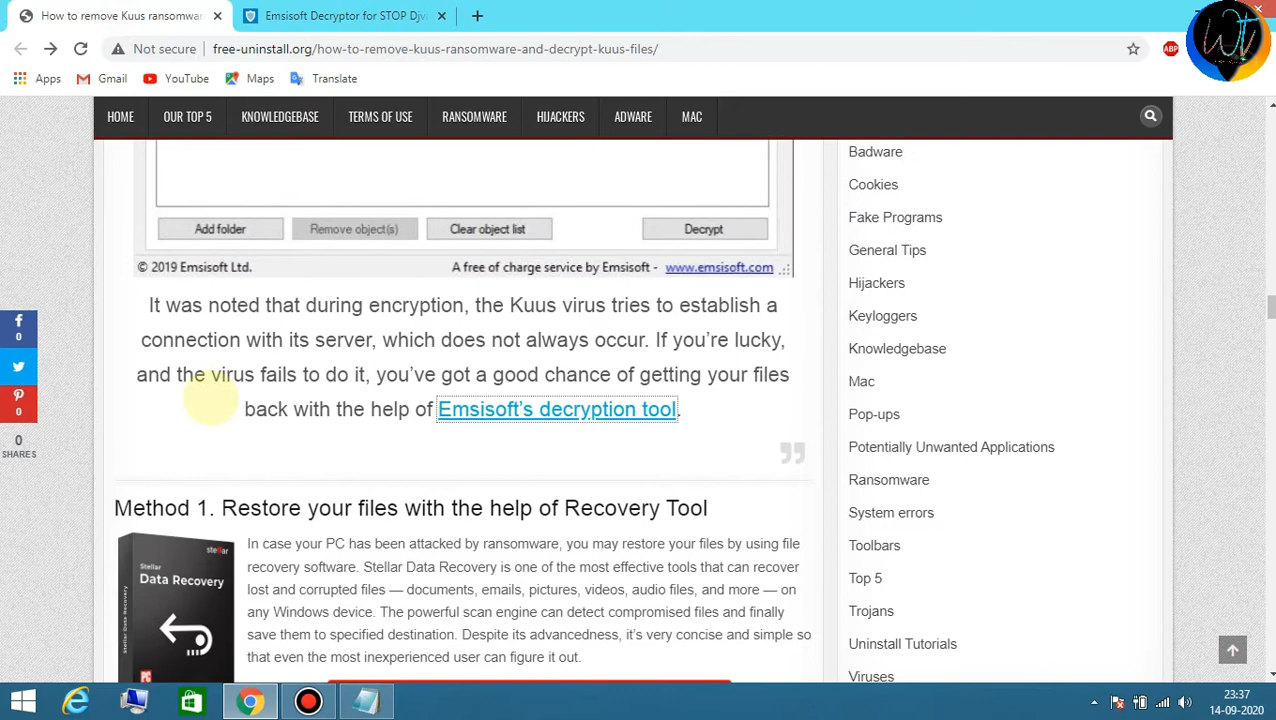 How to remove Kuus ransomwar
Emsisoft Decryptor for STOP Djv
Not secure
free-uninstall.org/how-to-remove-kuus-ransomware-and-decrypt-kuus-files/
ABP
Apps
Gmail
YouTube
Maps
Translate
HOME
OUR TOP 5
KNOWLEDGEBASE
TERMS OF USE
RANSOMWARE
HIJACKERS
ADWARE
MAC
Add folder
Remove object(s)
Clear object list
Decrypt
© 2019 Emsisoft Ltd.
A free of charge service by Emsisoft - www.emsisoft.com
It was noted that during encryption, the Kuus virus tries to establish a
connection with its server, which does not always occur. If you’re lucky,
and the virus fails to do it, you’ve got a good chance of getting your files
back with the help of Emsisoft’s decryption tool.
Method 1. Restore your files with the help of Recovery Tool
In case your PC has been attacked by ransomware, you may restore your files by using file
recovery software. Stellar Data Recovery is one of the most effective tools that can recover
lost and corrupted files — documents, emails, pictures, videos, audio files, and more — on
any Windows device. The powerful scan engine can detect compromised files and finally
save them to specified destination. Despite its advancedness, it’s very concise and simple so
that even the most inexperienced user can figure it out.
stellar
Data Recovery
Stellar Data Recovery
PC
0
0
0
SHARES
Badware
Cookies
Fake Programs
General Tips
Hijackers
Keyloggers
Knowledgebase
Mac
Pop-ups
Potentially Unwanted Applications
Ransomware
System errors
Toolbars
Top 5
Trojans
Uninstall Tutorials
Viruses
23:37
14-09-2020